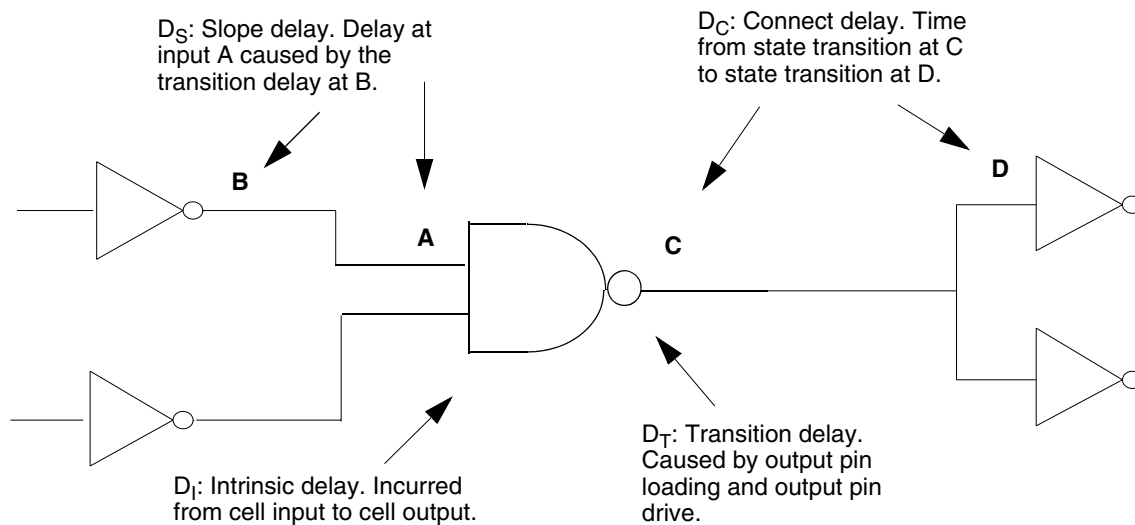 D_S: Slope delay. Delay at
input A caused by the
transition delay at B.
D_C: Connect delay. Time
from state transition at C
to state transition at D.
B
D
A
C
D_I: Intrinsic delay. Incurred
from cell input to cell output.
D_T: Transition delay.
Caused by output pin
loading and output pin
drive.